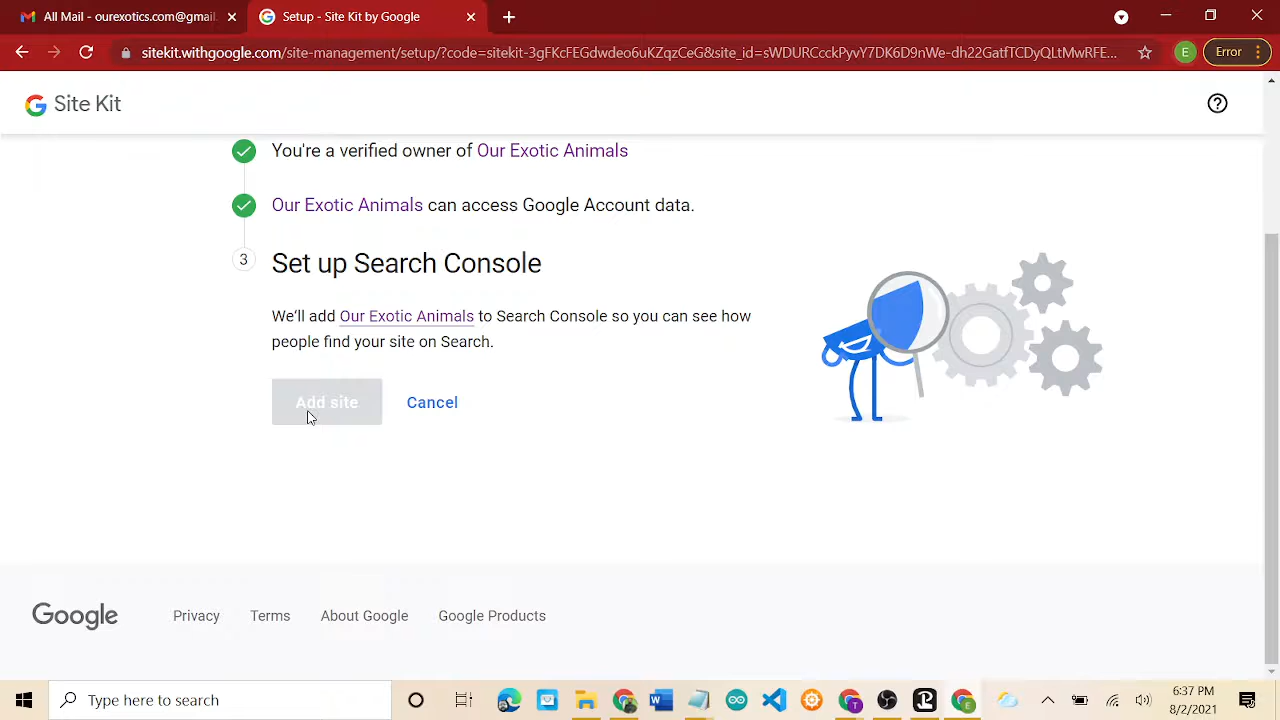 All Mail - ourexotics.com@gmail.
Setup - Site Kit by Google
sitekit.withgoogle.com/site-management/setup/?code=sitekit-3gFKcFEGdwdeo6uKZqzCeG&site_id=sWDURCcckPyvY7DK6D9nWe-dh22GatfTCDyQLtMwRFE...
E
Error
G Site Kit
You're a verified owner of Our Exotic Animals
Our Exotic Animals can access Google Account data.
3
Set up Search Console
We'll add Our Exotic Animals to Search Console so you can see how
people find your site on Search.
Add site
Cancel
Google
Privacy
Terms
About Google
Google Products
Type here to search
6:37 PM
8/2/2021